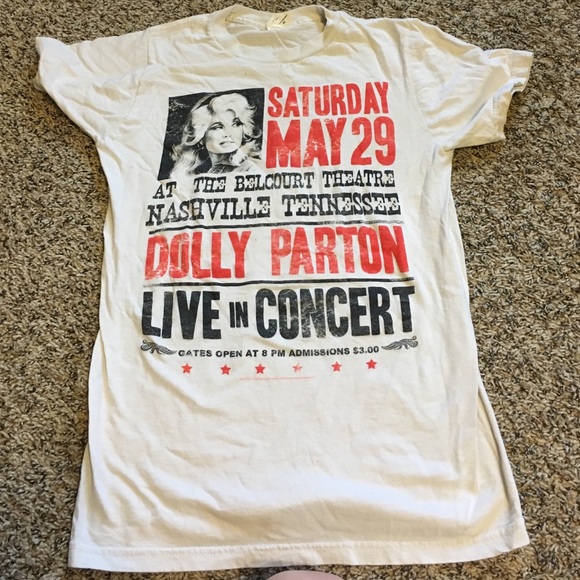 SATURDAY
MAY 29
AT THE BELCOURT THEATRE
NASHVILLE TENNESSEE
DOLLY PARTON
LIVE IN CONCERT
GATES OPEN AT 8 PM ADMISSIONS $3.00